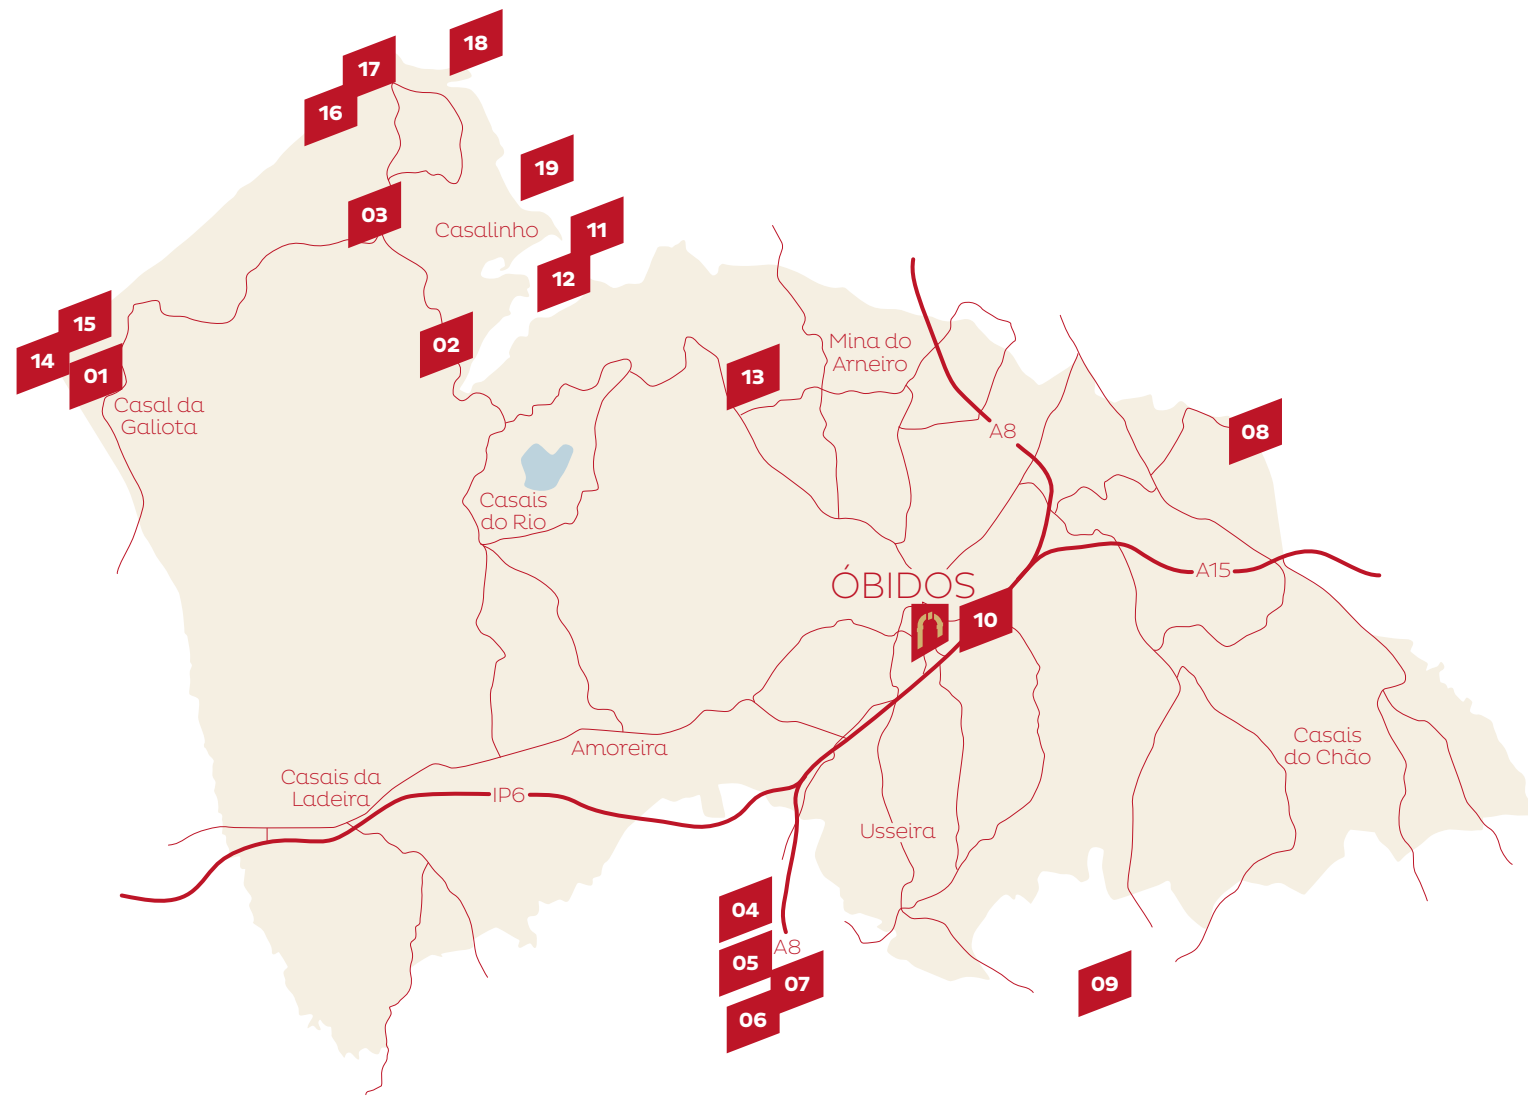 18
17
16
19
03
Casalinho
11
12
15
14
01
02
Mina do
Arneiro
13
Casal da
Galiota
A8
08
Casais
do Rio
A15
ÓBIDOS
10
Casais
do Chão
Amoreira
Casais da
Ladeira
IP6
Usseira
04
A8
05
07
09
06